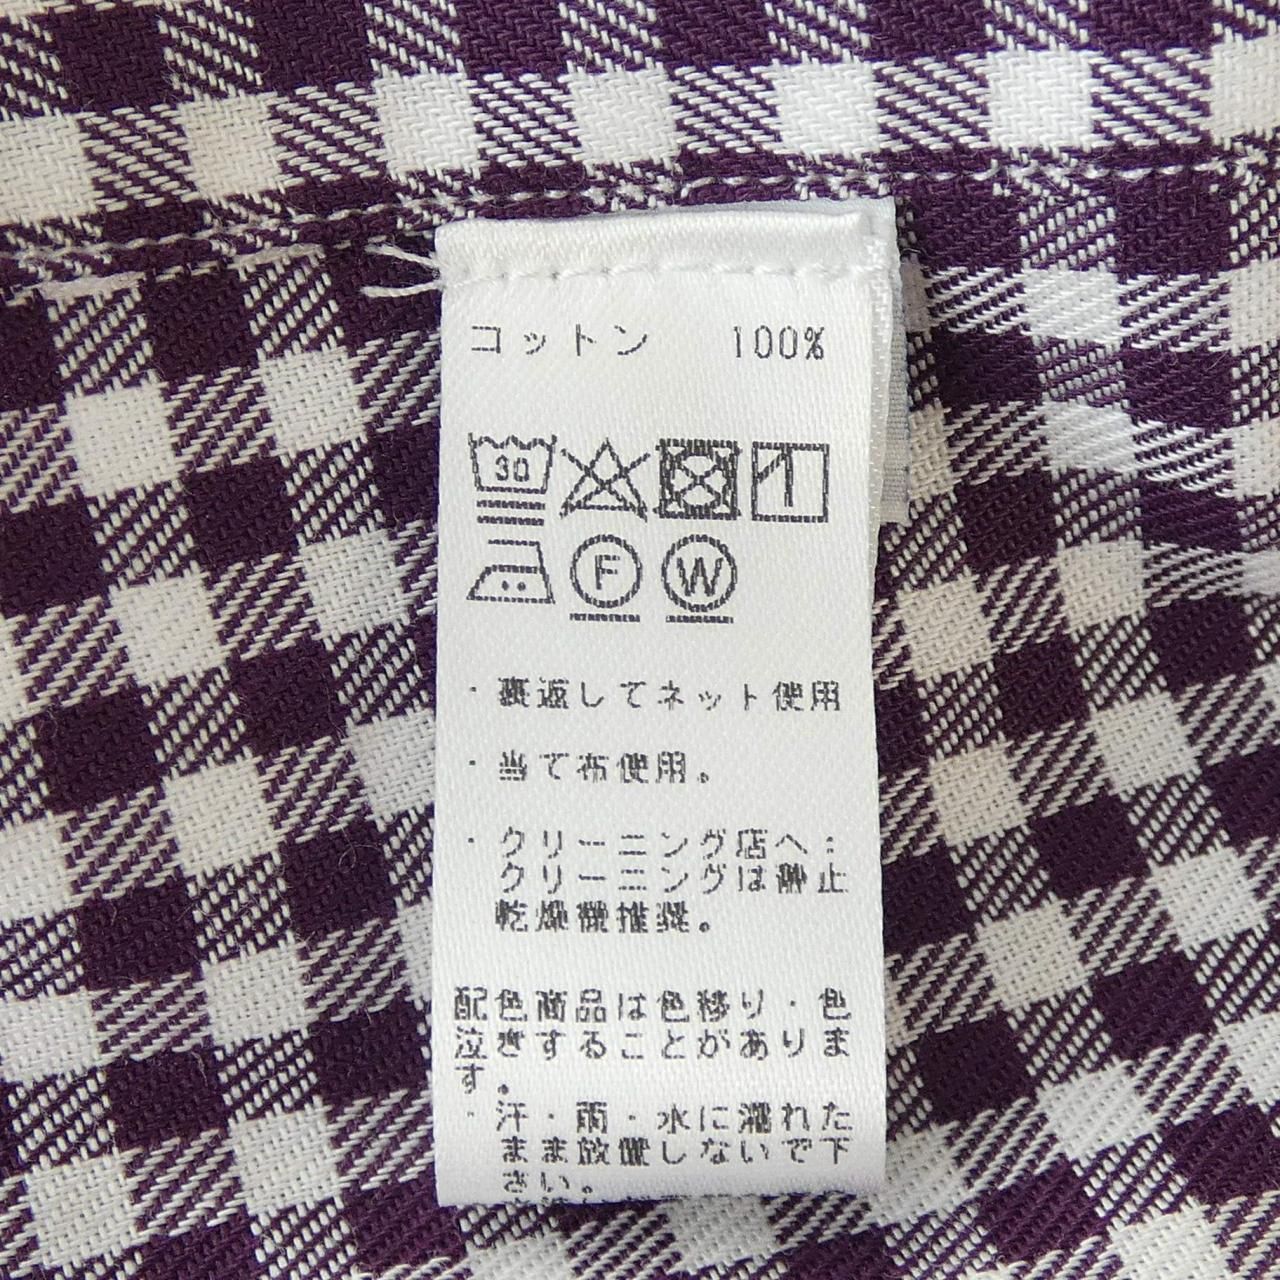 コットン 100%
30
F W
・裏返してネット使用
・当て布使用。
・クリーニング店へ:
クリーニングは静止
乾燥機推奨。
配色商品は色移り・色
泣きすることがありま
す。
・汗・雨・水に濡れた
まま放置しないで下
さい。